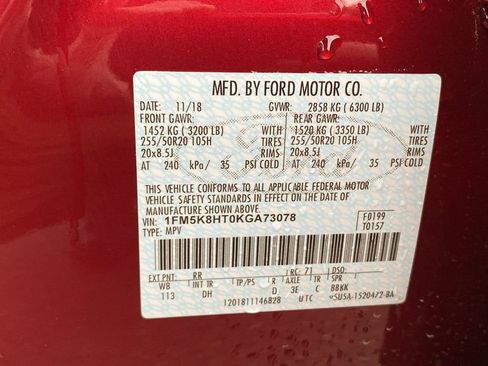 MFD. BY FORD MOTOR CO.
DATE: 11/18 GVWR: 2858 KG ( 6300 LB)
FRONT GAWR: REAR GAWR:
1452 KG ( 3200 LB) WITH 1520 KG ( 3350 LB) WITH
255/50R20 105H TIRES 255/50R20 105H TIRES
20x8.5J RIMS 20x8.5J RIMS
AT 240 kPa/ 35 PSI COLD AT 240 kPa/ 35 PSI COLD
THIS VEHICLE CONFORMS TO ALL APPLICABLE FEDERAL MOTOR
VEHICLE SAFETY STANDARDS IN EFFECT ON THE DATE OF
MANUFACTURE SHOWN ABOVE.
VIN: 1FM5K8HT0KGA73078 F0199
TYPE: MPV T0157
EXT PNT: RR RC: 71 DSO:
WB INT TR TP/PS R AXLE TR SPR
113 DH D 3E C BBKK
1201811146828 UTC SU5A-1520472-BA